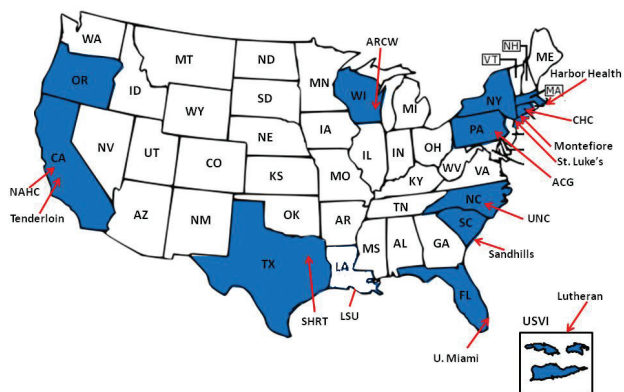 ARCW
NH
ME
WA
VT
Harbor Health
MT
ND
MN
MA
OR
ID
WI
SD
MI
NY
CHC
WY
Montefiore
PA
IA
St. Luke's
NE
OH
IL
IN
NV
ACG
UT
CA
CO
WV
VA
NAHC
KS
MO
KY
Tenderloin
NC
UNC
TN
OK
AR
AZ
NM
SC
MS
AL
GA
Sandhills
TX
LA
FL
Lutheran
SHRT
LSU
USVI
U. Miami